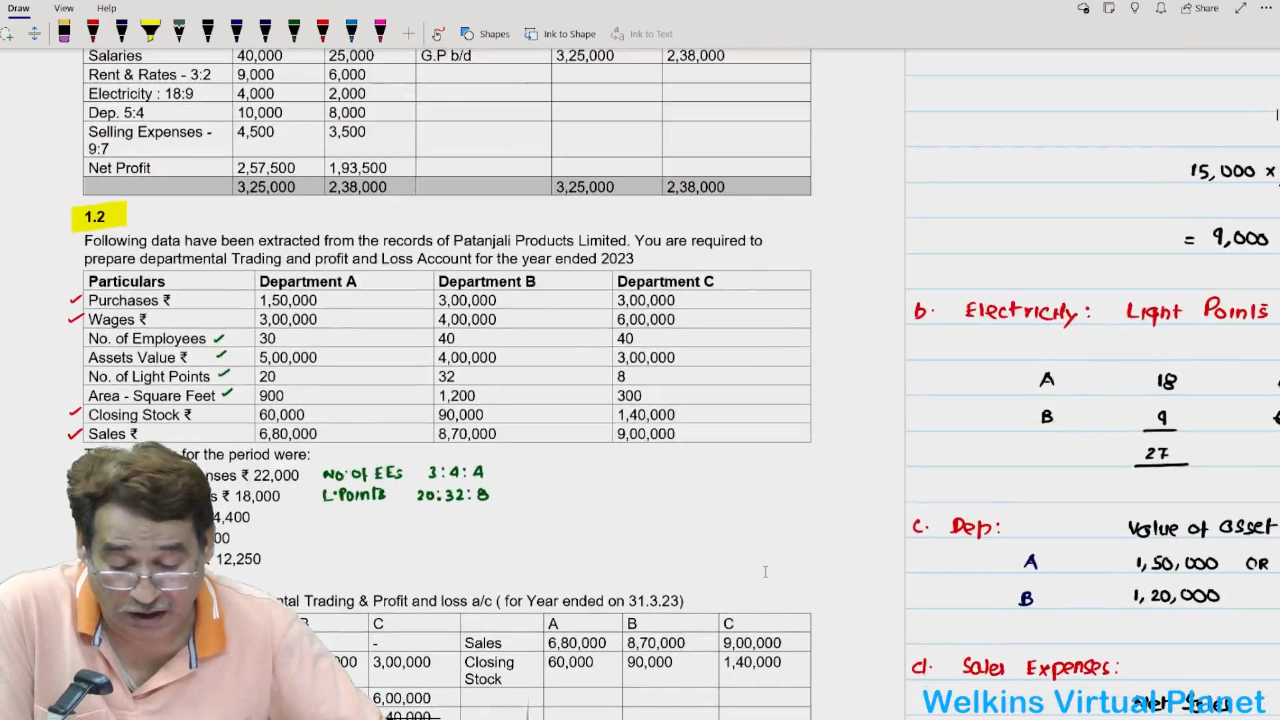 Draw View Help
Share
Shapes Ink to Shape Ink to Text
Salaries 40,000 25,000 G.P b/d 3,25,000 2,38,000
Rent & Rates - 3:2 9,000 6,000
Electricity : 18:9 4,000 2,000
Dep. 5:4 10,000 8,000
Selling Expenses - 4,500 3,500
9:7
Net Profit 2,57,500 1,93,500
3,25,000 2,38,000 3,25,000 2,38,000
1.2
Following data have been extracted from the records of Patanjali Products Limited. You are required to
prepare departmental Trading and profit and Loss Account for the year ended 2023
Particulars Department A Department B Department C
Purchases ₹ 1,50,000 3,00,000 3,00,000
Wages ₹ 3,00,000 4,00,000 6,00,000
No. of Employees 30 40 40
Assets Value ₹ 5,00,000 4,00,000 3,00,000
No. of Light Points 20 32 8
Area - Square Feet 900 1,200 300
Closing Stock ₹ 60,000 90,000 1,40,000
Sales ₹ 6,80,000 8,70,000 9,00,000
for the period were:
₹ 22,000 No. of EEs 3:4:4
₹ 18,000 L.Points 20:32:8
4,400
00
12,250
Trading & Profit and loss a/c ( for Year ended on 31.3.23)
C A B C
- Sales 6,80,000 8,70,000 9,00,000
3,00,000 Closing 60,000 90,000 1,40,000
Stock
6,00,000
40,000
15,000 ×
= 9,000
b. Electricity: Light Points
A 18
B 9
27
c. Dep: Value of asset
A 1,50,000 OR
B 1,20,000
d. Sales Expenses:
Welkins Virtual Planet